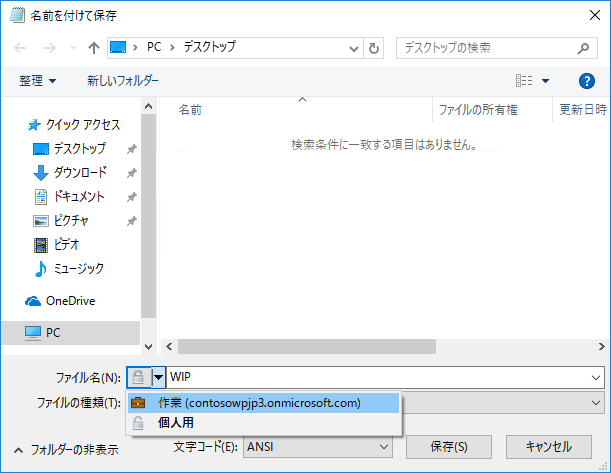 名前を付けて保存
PC > デスクトップ
デスクトップの検索
整理 新しいフォルダー
名前 ファイルの所有権 更新日時
検索条件に一致する項目はありません。
クイック アクセス
デスクトップ
ダウンロード
ドキュメント
ピクチャ
ビデオ
ミュージック
OneDrive
PC
ファイル名(N): WIP
ファイルの種類(T):
作業 (contosowpjp3.onmicrosoft.com)
個人用
フォルダーの非表示 文字コード(E): ANSI 保存(S) キャンセル